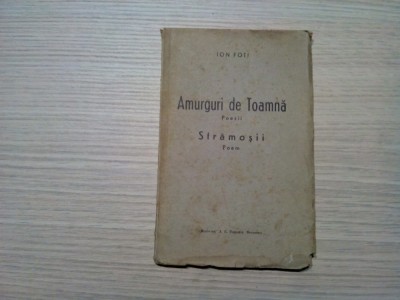 ION FOTI
Amurguri de Toamnă
Poezii
Strămoșii
Poem